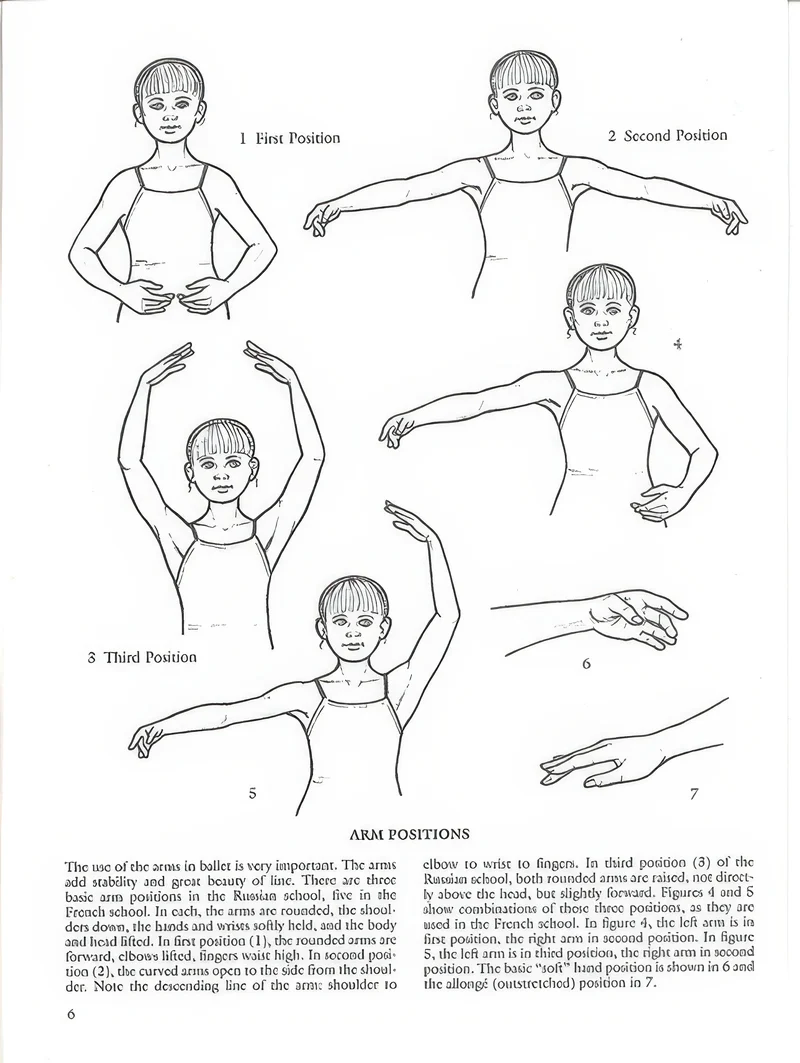 1 First Position
2 Second Position
4
3 Third Position
5
6
7
ARM POSITIONS
The use of the arms in ballet is very important. The arms
add stability and great beauty of line. There are three
basic arm positions in the Russian school, five in the
French school. In each, the arms are rounded, the shoul-
ders down, the hands and wrists softly held, and the body
and head lifted. In first position (1), the rounded arms are
forward, elbows lifted, fingers waist high. In second posi-
tion (2), the curved arms open to the side from the shoul-
der. Note the descending line of the arm: shoulder to
elbow to wrist to fingers. In third position (3) of the
Russian school, both rounded arms are raised, not direct-
ly above the head, but slightly forward. Figures 4 and 5
show combinations of these three positions, as they are
used in the French school. In figure 4, the left arm is in
first position, the right arm in second position. In figure
5, the left arm is in third position, the right arm in second
position. The basic "soft" hand position is shown in 6 and
the allongé (outstretched) position in 7.
6